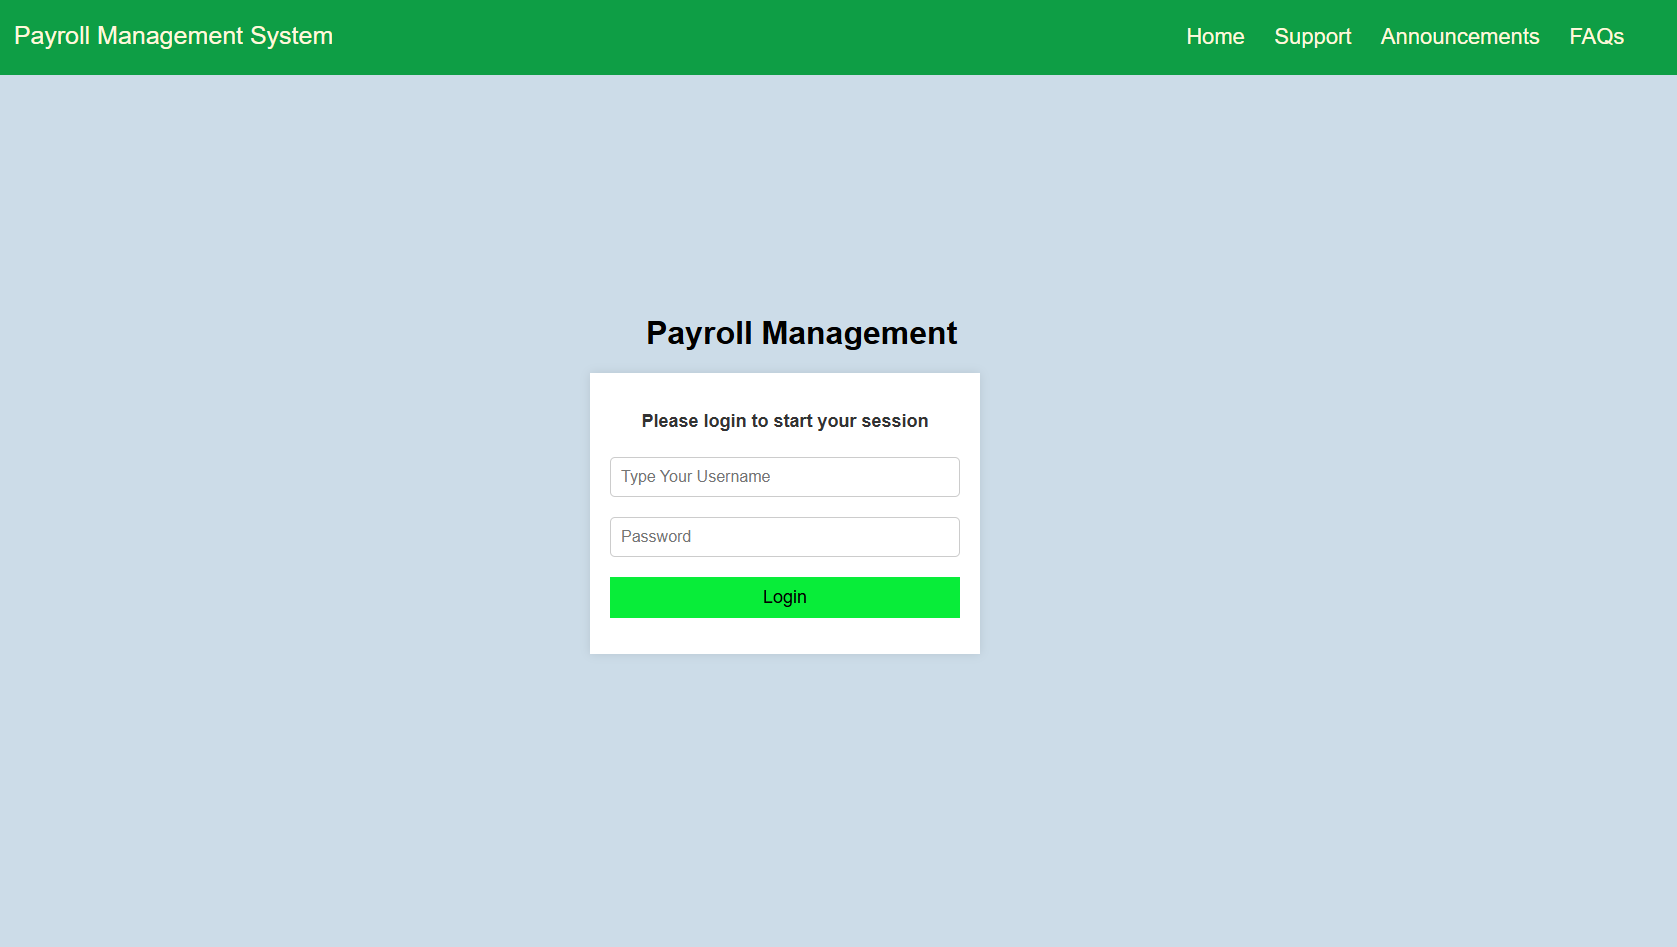 Payroll Management System
Home Support Announcements FAQs
Payroll Management
Please login to start your session
Type Your Username
Password
Login